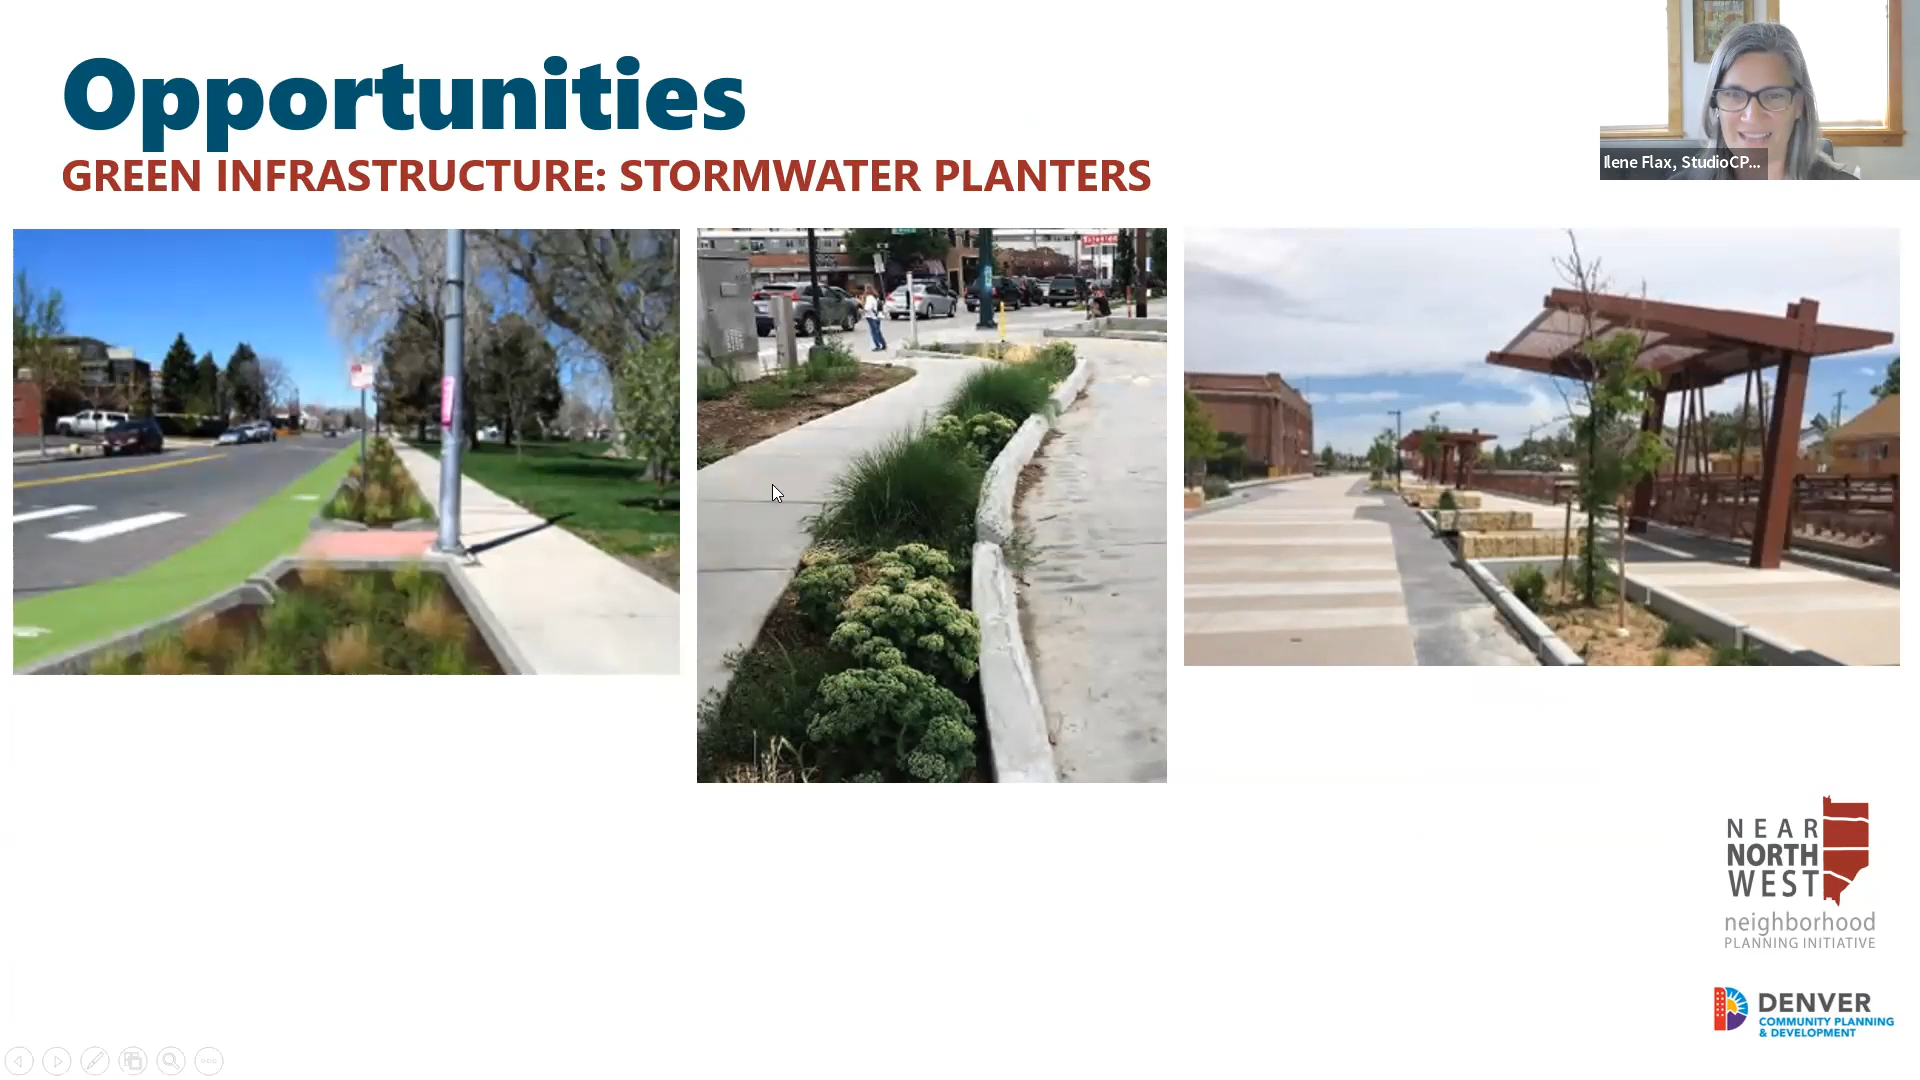 Opportunities
GREEN INFRASTRUCTURE: STORMWATER PLANTERS
Ilene Flax, StudioCP...
NEAR
NORTH
WEST
neighborhood
PLANNING INITIATIVE
DENVER
COMMUNITY PLANNING
& DEVELOPMENT